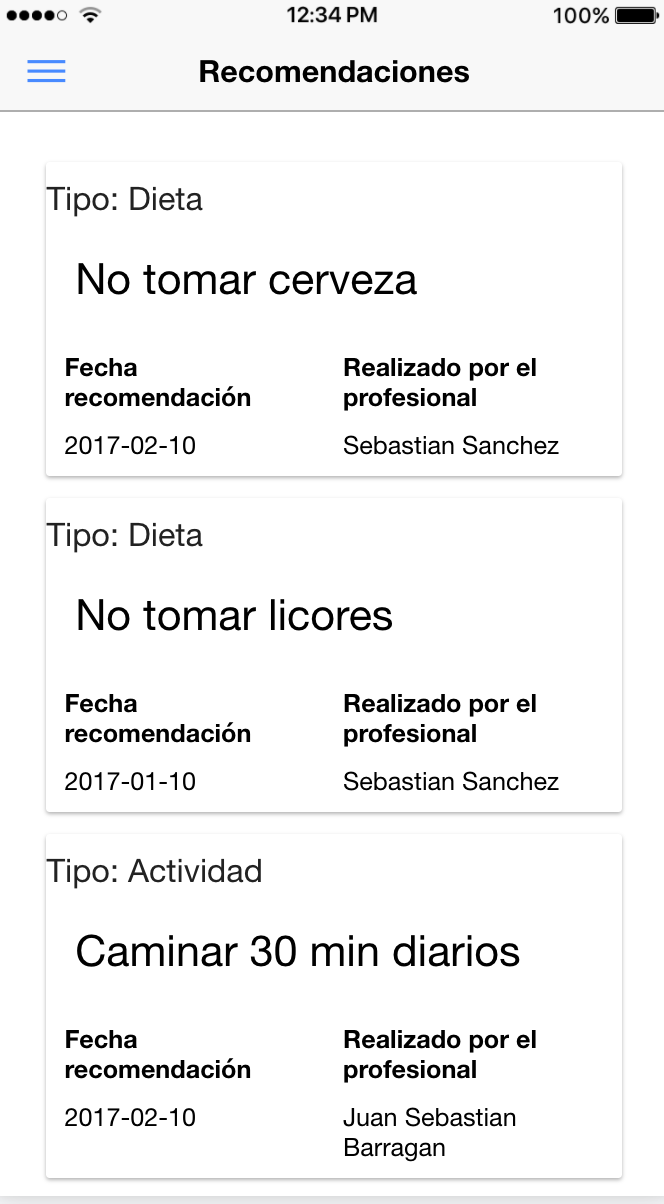 12:34 PM 100%
Recomendaciones
Tipo: Dieta
No tomar cerveza
Fecha recomendación
Realizado por el profesional
2017-02-10
Sebastian Sanchez
Tipo: Dieta
No tomar licores
Fecha recomendación
Realizado por el profesional
2017-01-10
Sebastian Sanchez
Tipo: Actividad
Caminar 30 min diarios
Fecha recomendación
Realizado por el profesional
2017-02-10
Juan Sebastian Barragan